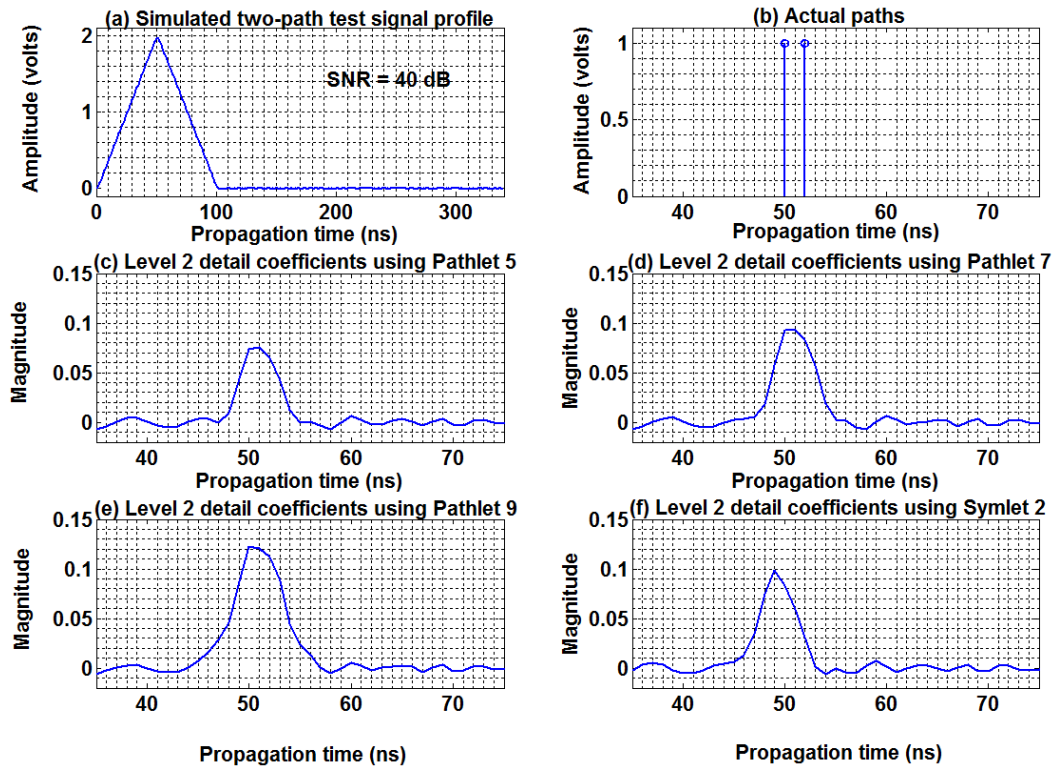 (a) Simulated two-path test signal profile
Amplitude (volts)
2
1
0
SNR = 40 dB
0 100 200 300
Propagation time (ns)
(b) Actual paths
Amplitude (volts)
1
0.5
0
40 50 60 70
Propagation time (ns)
(c) Level 2 detail coefficients using Pathlet 5
Magnitude
0.15
0.1
0.05
0
40 50 60 70
Propagation time (ns)
(d) Level 2 detail coefficients using Pathlet 7
Magnitude
0.15
0.1
0.05
0
40 50 60 70
Propagation time (ns)
(e) Level 2 detail coefficients using Pathlet 9
Magnitude
0.15
0.1
0.05
0
40 50 60 70
Propagation time (ns)
(f) Level 2 detail coefficients using Symlet 2
Magnitude
0.15
0.1
0.05
0
40 50 60 70
Propagation time (ns)